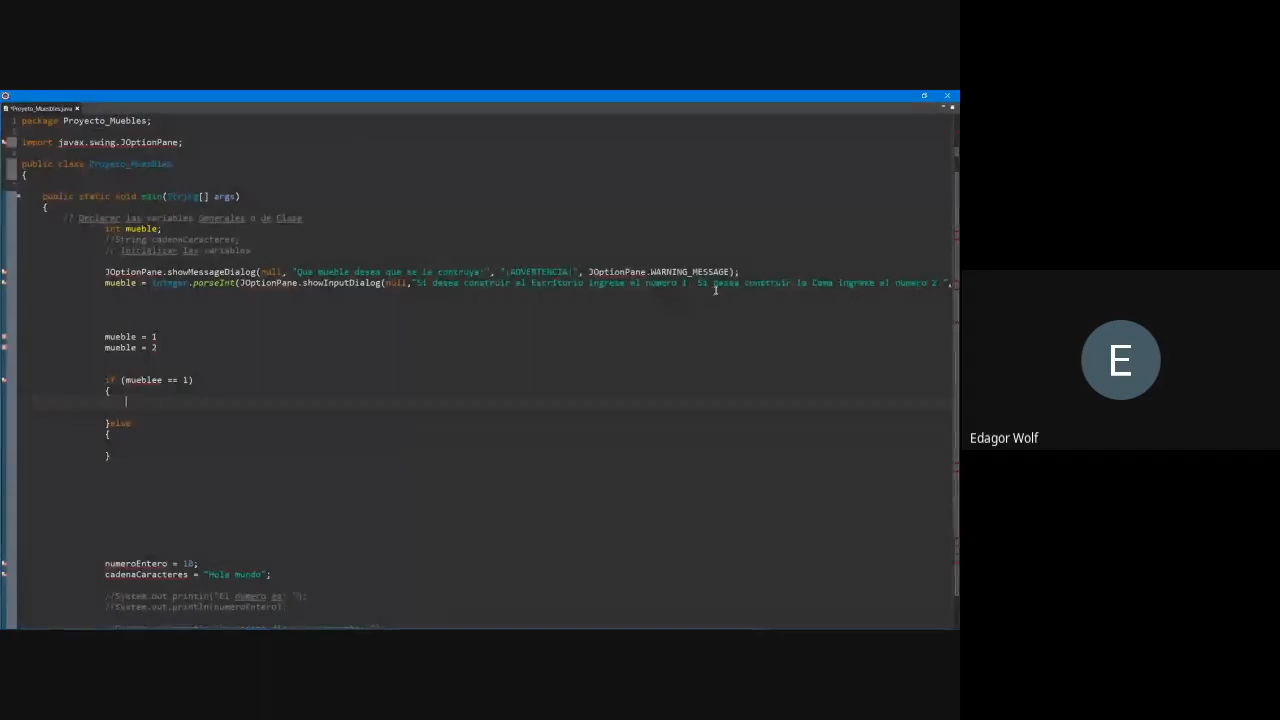 *Proyeto_Muesbles.java
1 package Proyecto_Muebles;
import javax.swing.JOptionPane;
public class Proyeto_Muesbles
{
public static void main(String[] args)
{
// Declarar las variables Generales o de Clase
int mueble;
//String cadenaCaracteres;
// Inicializar las variables
JOptionPane.showMessageDialog(null, "Que mueble desea que se le contruya:", "¡ADVERTENCIA!", JOptionPane.WARNING_MESSAGE);
mueble = Integer.parseInt(JOptionPane.showInputDialog(null,"Si desea construir el Escritorio ingrese el numero 1, Si desea construir la Cama ingrese el numero 2 ",
mueble = 1
mueble = 2
if (mueblee == 1)
{
}else
{
}
numeroEntero = 10;
cadenaCaracteres = "Hola mundo";
//System.out.println("El numero es: ");
//System.out.println(numeroEntero);
E
Edagor Wolf